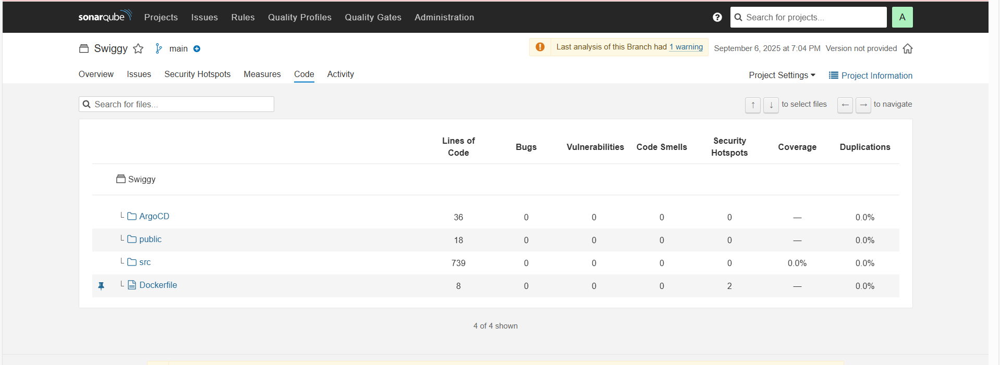 sonarqube Projects Issues Rules Quality Profiles Quality Gates Administration ? Search for projects... A
Swiggy main Last analysis of this Branch had 1 warning September 6, 2025 at 7:04 PM Version not provided
Overview Issues Security Hotspots Measures Code Activity Project Settings Project Information
Search for files... ↑ ↓ to select files ← → to navigate
Lines of Code Bugs Vulnerabilities Code Smells Security Hotspots Coverage Duplications
Swiggy
ArgoCD 36 0 0 0 0 — 0.0%
public 18 0 0 0 0 — 0.0%
src 739 0 0 0 0 0.0% 0.0%
Dockerfile 8 0 0 0 2 — 0.0%
4 of 4 shown